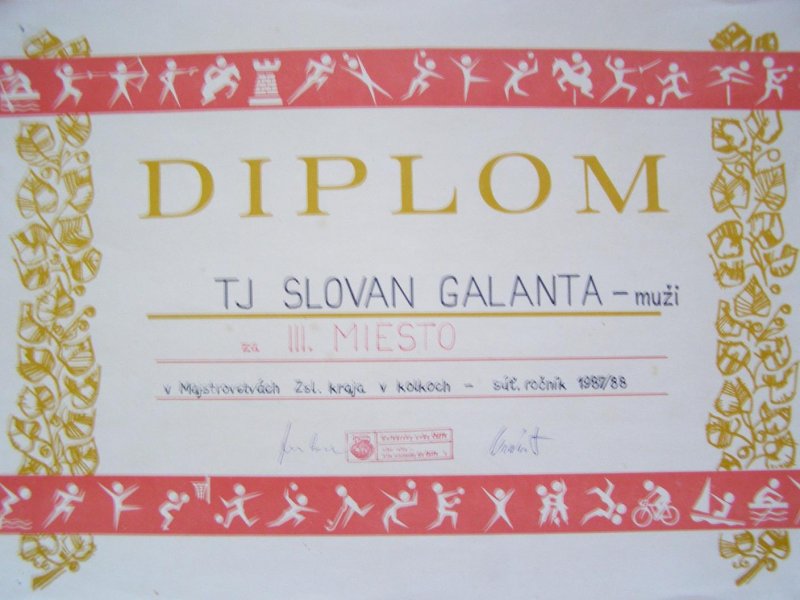 DIPLOM
TJ SLOVAN GALANTA - muži
za III. MIESTO
v Majstrovstvách Zsl. kraja v kolkoch - súť. ročník 1987/88